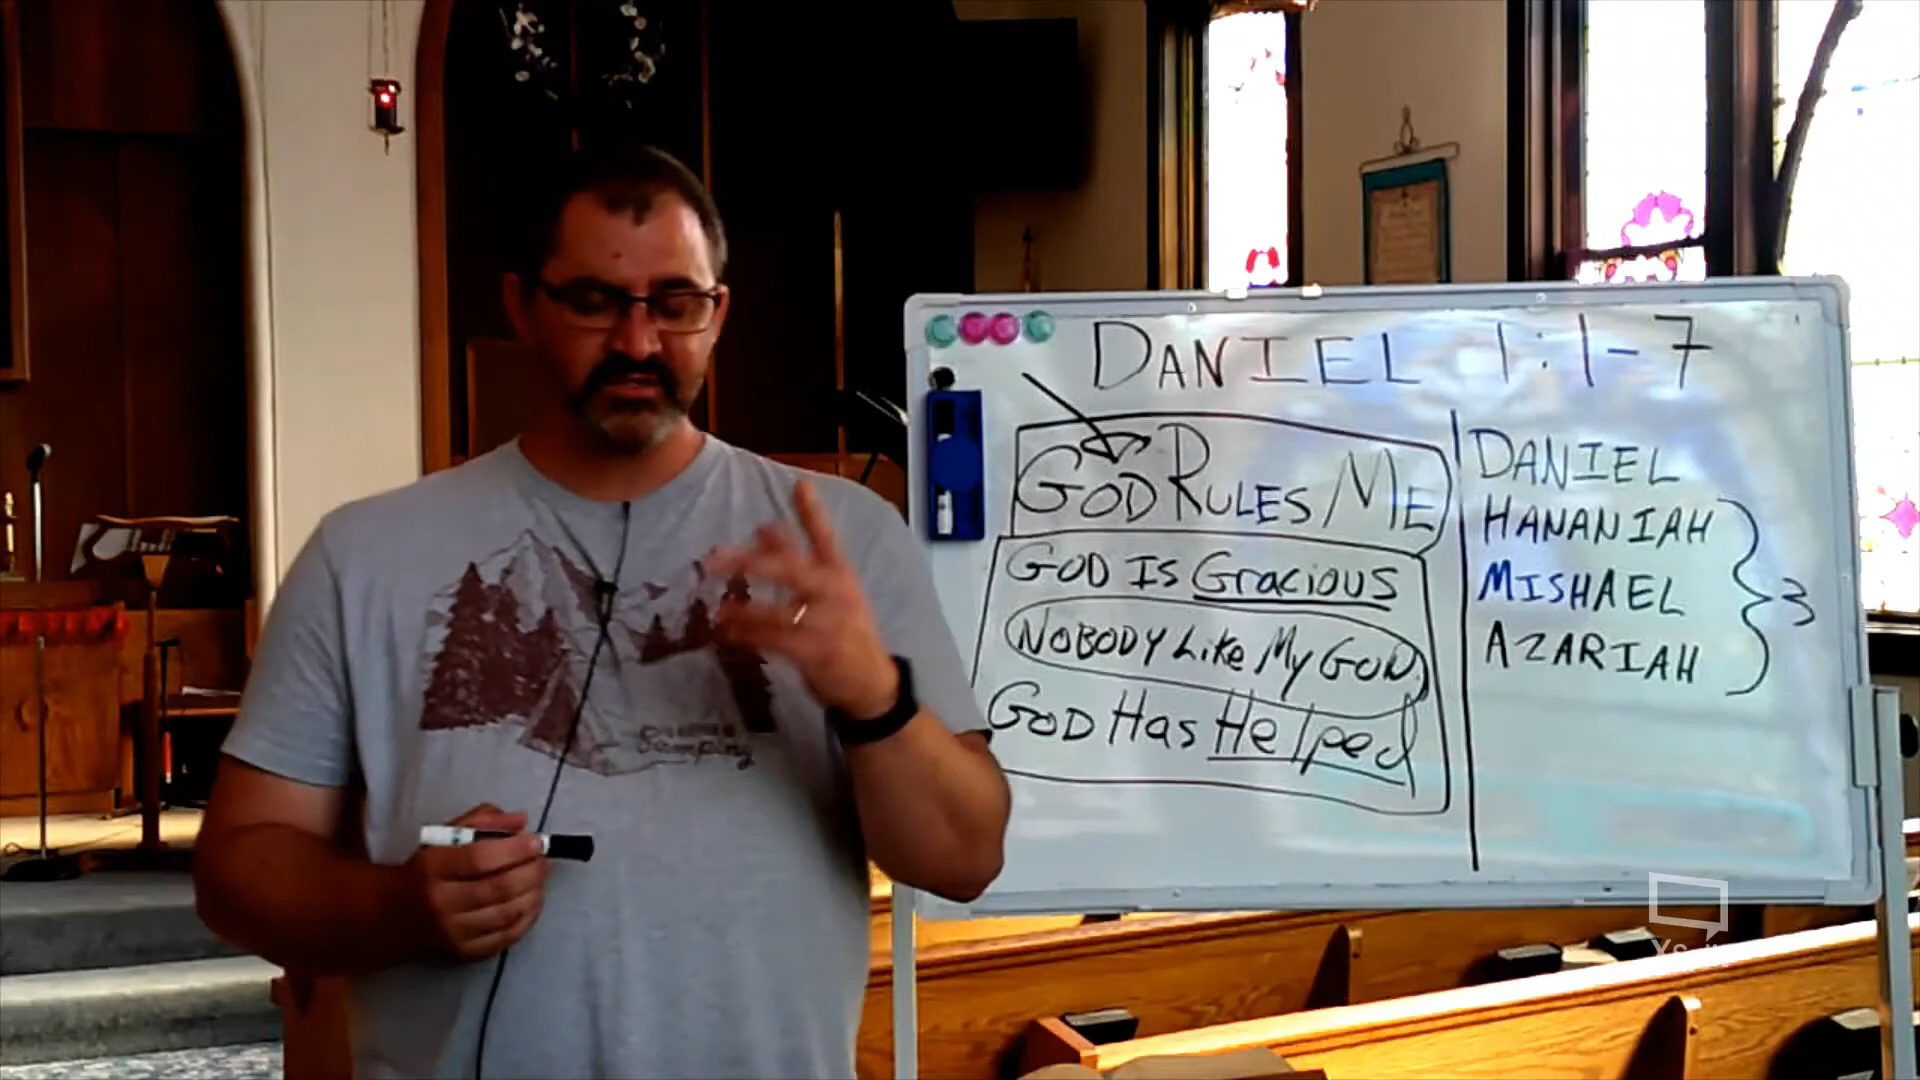 DANIEL 1:1-7
GOD RULES ME
GOD IS Gracious
NOBODY Like My GOD
GOD Has Helped
DANIEL
HANANIAH
MISHAEL
AZARIAH
3